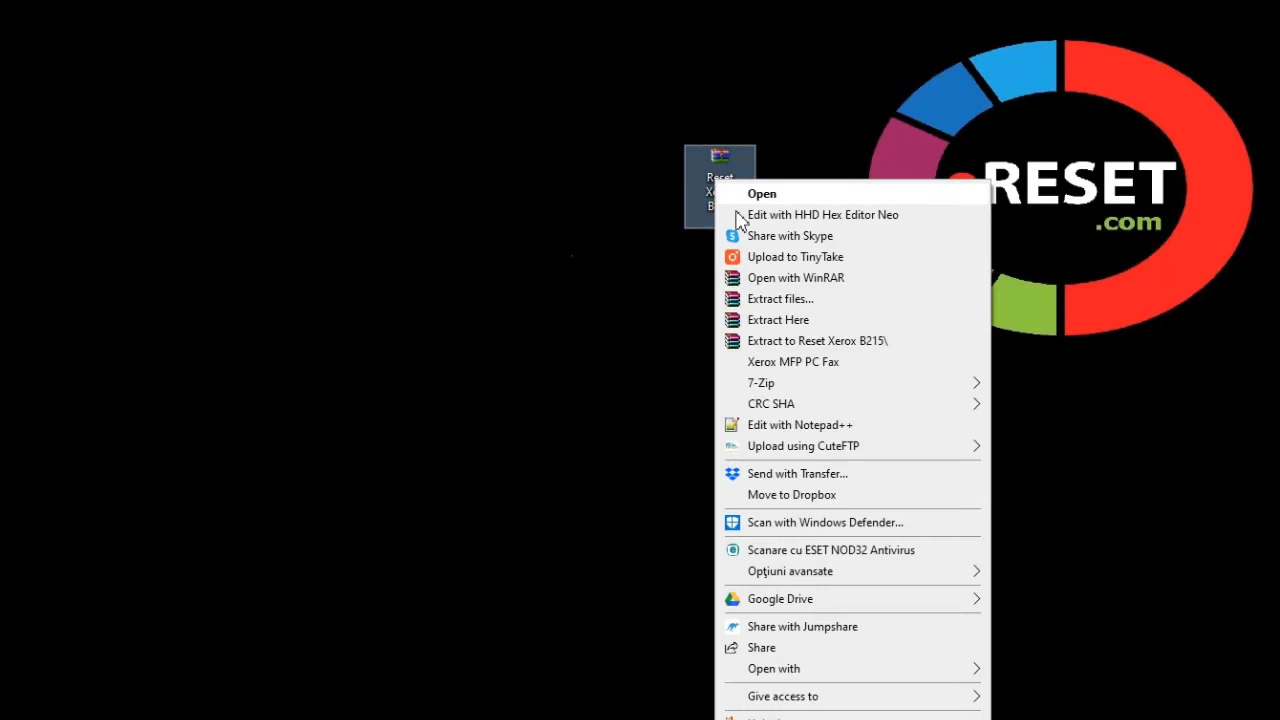 Reset
RESET
.com
Open
Edit with HHD Hex Editor Neo
Share with Skype
Upload to TinyTake
Open with WinRAR
Extract files...
Extract Here
Extract to Reset Xerox B215\
Xerox MFP PC Fax
7-Zip
CRC SHA
Edit with Notepad++
Upload using CuteFTP
Send with Transfer...
Move to Dropbox
Scan with Windows Defender...
Scanare cu ESET NOD32 Antivirus
Opțiuni avansate
Google Drive
Share with Jumpshare
Share
Open with
Give access to